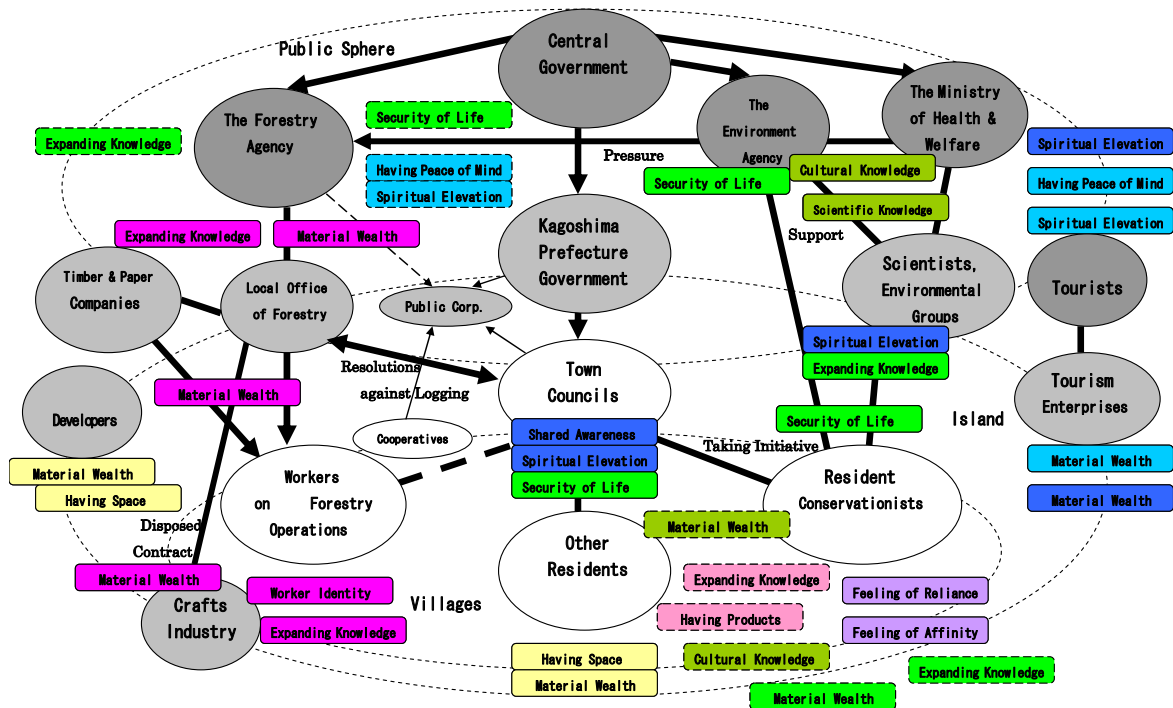 Central
Government
Public Sphere
The Ministry
of Health &
Welfare
The
Environment
Agency
The Forestry
Agency
Security of Life
Expanding Knowledge
Spiritual Elevation
Pressure
Having Peace of Mind
Spiritual Elevation
Cultural Knowledge
Security of Life
Having Peace of Mind
Scientific Knowledge
Spiritual Elevation
Expanding Knowledge
Material Wealth
Kagoshima
Prefecture
Government
Support
Scientists,
Environmental
Groups
Tourists
Timber & Paper
Companies
Local Office
of Forestry
Public Corp.
Spiritual Elevation
Expanding Knowledge
Resolutions
against Logging
Town
Councils
Tourism
Enterprises
Material Wealth
Developers
Security of Life
Island
Cooperatives
Shared Awareness
Taking Initiative
Spiritual Elevation
Security of Life
Material Wealth
Having Space
Material Wealth
Material Wealth
Workers
on Forestry
Operations
Resident
Conservationists
Disposed
Contract
Material Wealth
Other
Residents
Material Wealth
Expanding Knowledge
Feeling of Reliance
Worker Identity
Villages
Crafts
Industry
Having Products
Expanding Knowledge
Feeling of Affinity
Having Space
Cultural Knowledge
Expanding Knowledge
Material Wealth
Material Wealth